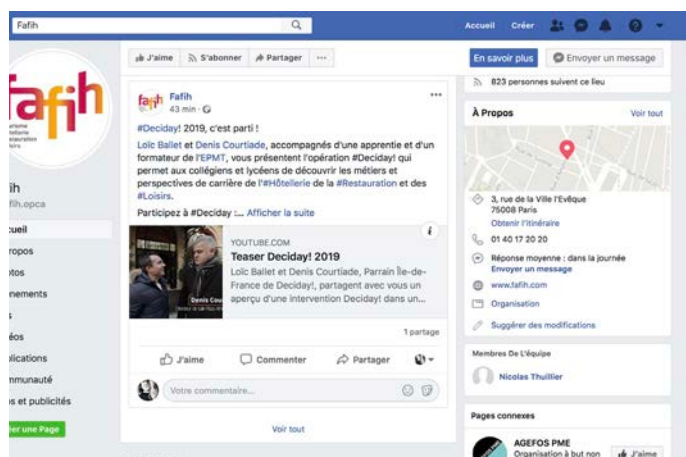 Fafih
Accueil Créer
J'aime S'abonner Partager ...
En savoir plus Envoyer un message
fafih
ih
fih.opca
ueil
ropos
otos
nements
s
éos
lications
mmunauté
s et publicités
er une Page
Fafih
43 min
#Deciday! 2019, c'est parti !
Loïc Ballet et Denis Courtiade, accompagnés d'une apprentie et d'un
formateur de l'EPMT, vous présentent l'opération #Deciday! qui
permet aux collégiens et lycéens de découvrir les métiers et
perspectives de carrière de l'#Hôtellerie de la #Restauration et des
#Loisirs.
Participez à #Deciday :... Afficher la suite
Denis Cou
YOUTUBE.COM
Teaser Deciday! 2019
Loïc Ballet et Denis Courtiade, Parrain Île-de-
France de Deciday!, partagent avec vous un
aperçu d'une intervention Deciday! dans un...
1 partage
J'aime Commenter Partager
Votre commentaire...
Voir tout
823 personnes suivent ce lieu
À Propos Voir tout
3, rue de la Ville l'Evêque
75008 Paris
Obtenir l'itinéraire
01 40 17 20 20
Réponse moyenne : dans la journée
Envoyer un message
www.fafih.com
Organisation
Suggérer des modifications
Membres De L'équipe
Nicolas Thuillier
Pages connexes
AGEFOS PME
Organisation à but non
J'aime